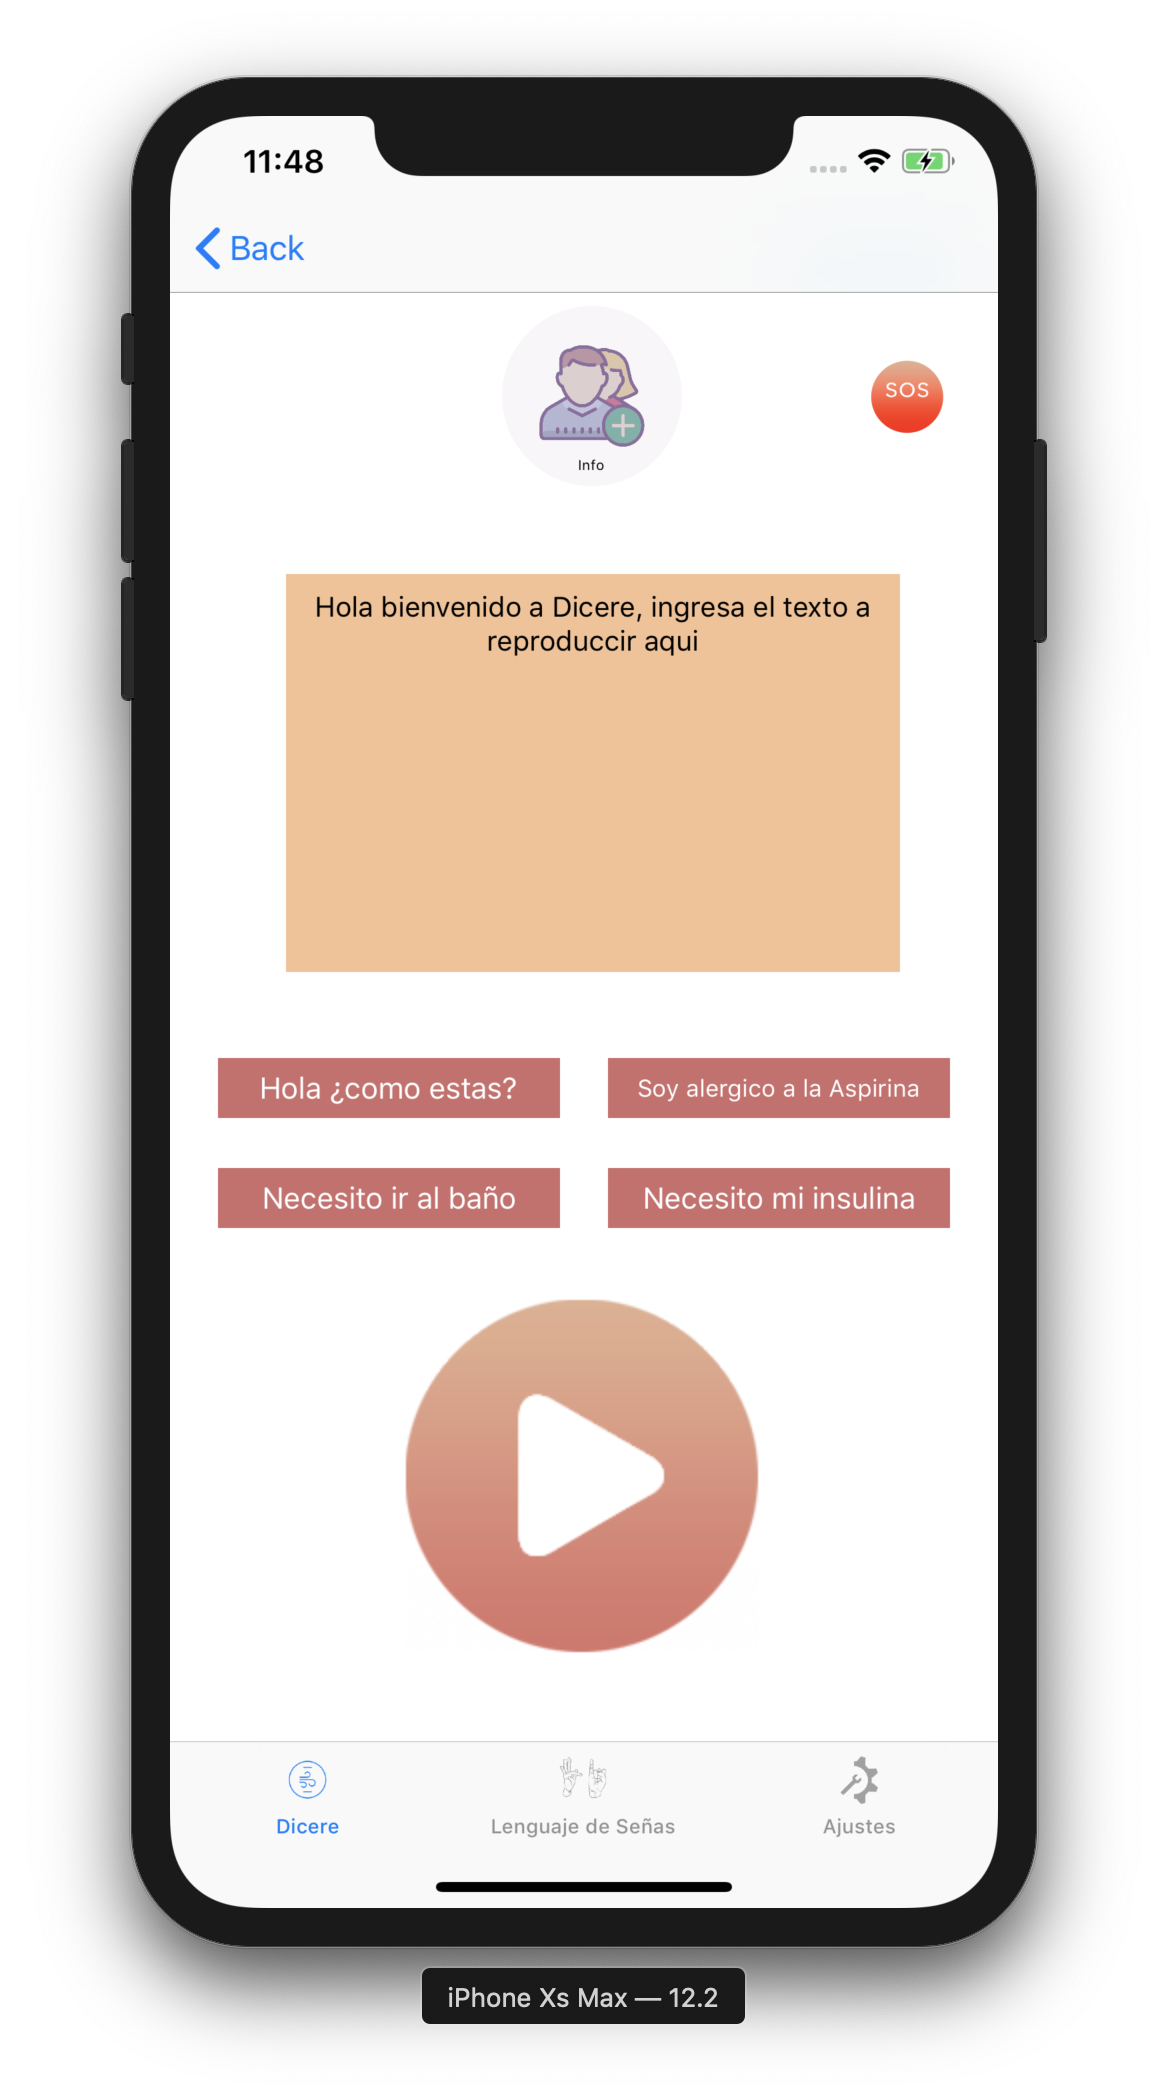 11:48
Back
SOS
Info
Hola bienvenido a Dicere, ingresa el texto a
reproduccir aqui
Hola ¿como estas?
Soy alergico a la Aspirina
Necesito ir al baño
Necesito mi insulina
Dicere
Lenguaje de Señas
Ajustes
iPhone Xs Max — 12.2